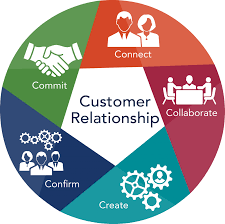 Connect
Commit
Customer
Relationship
Collaborate
Confirm
Create